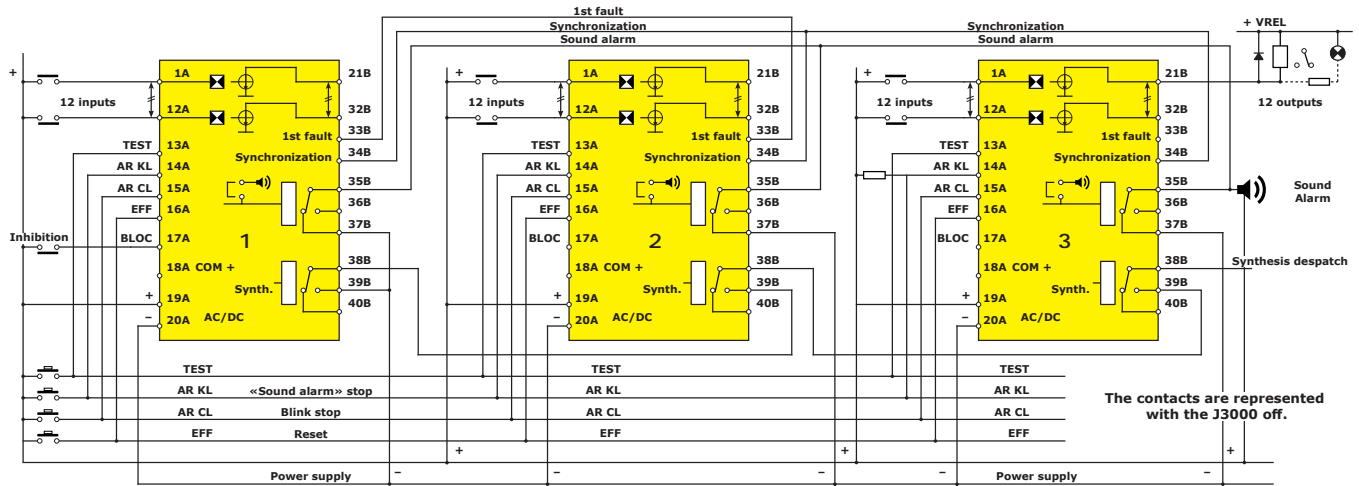 1st fault
Synchronization
Sound alarm
Synchronization
Sound alarm
+ VREL
+
1A
21B
12 inputs
12A
32B
33B
1st fault
TEST
13A
Synchronization
34B
AR KL
14A
AR CL
15A
35B
36B
EFF
16A
37B
Inhibition
BLOC
17A
1
18A COM +
38B
Synth.
39B
+
19A
40B
–
20A
AC/DC
+
1A
21B
12 inputs
12A
32B
33B
1st fault
TEST
13A
Synchronization
34B
AR KL
14A
AR CL
15A
35B
36B
EFF
16A
37B
BLOC
17A
2
18A COM +
38B
Synth.
39B
+
19A
40B
–
20A
AC/DC
+
1A
21B
12 inputs
12A
32B
12 outputs
33B
1st fault
TEST
13A
Synchronization
34B
AR KL
14A
AR CL
15A
35B
Sound
Alarm
36B
EFF
16A
37B
BLOC
17A
3
18A COM +
38B
Synthesis despatch
Synth.
39B
+
19A
40B
–
20A
AC/DC
TEST
TEST
TEST
AR KL
«Sound alarm» stop
AR KL
AR KL
AR CL
Blink stop
AR CL
AR CL
EFF
Reset
EFF
EFF
The contacts are represented
with the J3000 off.
+
+
+
Power supply
–
–
–
–
Power supply
–